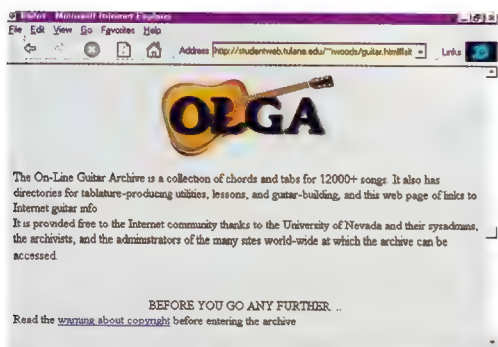 OLGA - Microsoft Internet Explorer
File Edit View Go Favorites Help
Address http://studentweb.tulane.edu/~nwoods/guitar.html#alt Links
OLGA
The On-Line Guitar Archive is a collection of chords and tabs for 12000+ songs. It also has
directories for tablature-producing utilities, lessons, and guitar-building, and this web page of links to
Internet guitar info
It is provided free to the Internet community thanks to the University of Nevada and their sysadmins,
the archivists, and the administrators of the many sites world-wide at which the archive can be
accessed.
BEFORE YOU GO ANY FURTHER ..
Read the warning about copyright before entering the archive